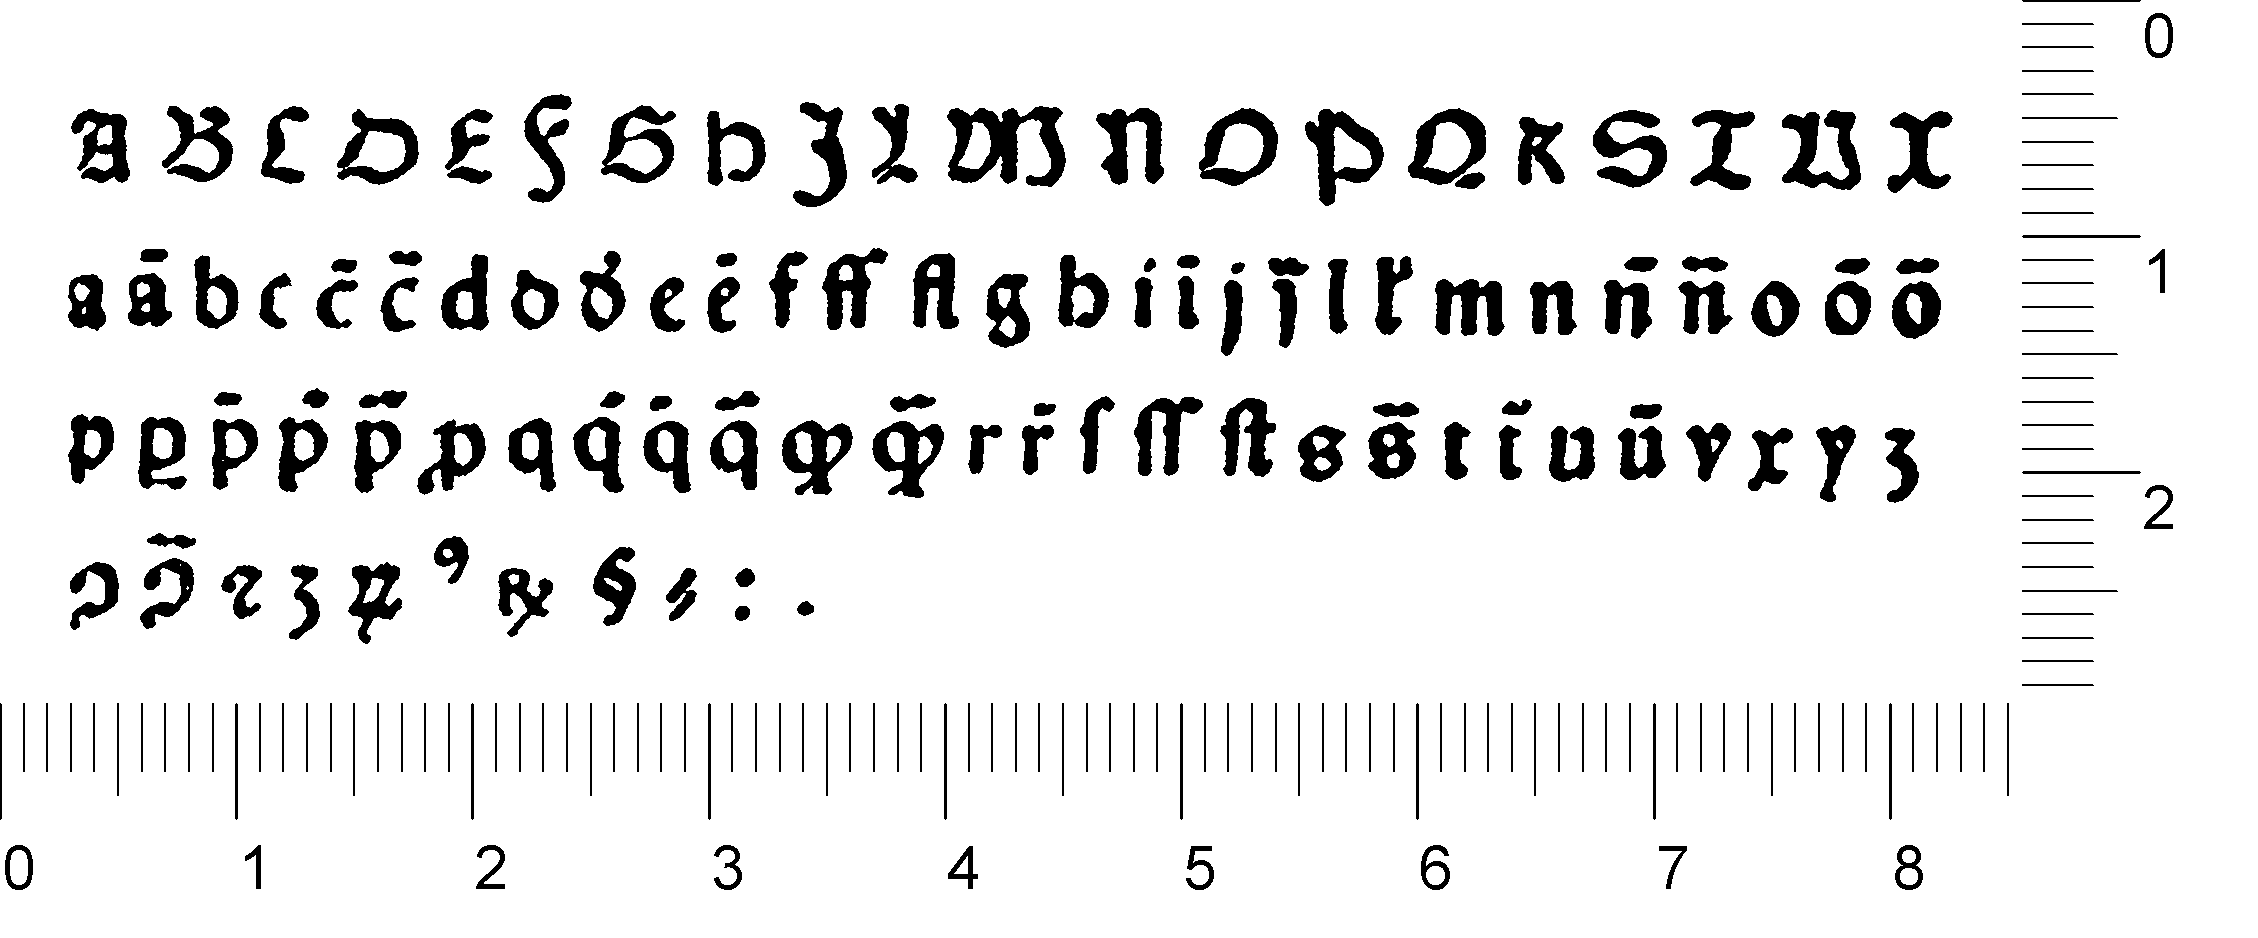 A B C D E F G H J L M N O P Q R S T U X
a ā b c c̄ c̃ d d d̛ e ē f ff fl g h i ī j j̃ l l̛ m n n̄ ñ o ō õ
p ꝑ p̄ ṗ p̃ ꝓ q q́ q̄ q̃ ꝙ ꝙ̃ r r̄ ſ ſſ ſt s s̃ t t̃ u ū v x y z
ↄ ↄ̃ ꝛ ꝫ ꝝ ꝰ ℞ § ⸗ : .
0
1
2
0 1 2 3 4 5 6 7 8